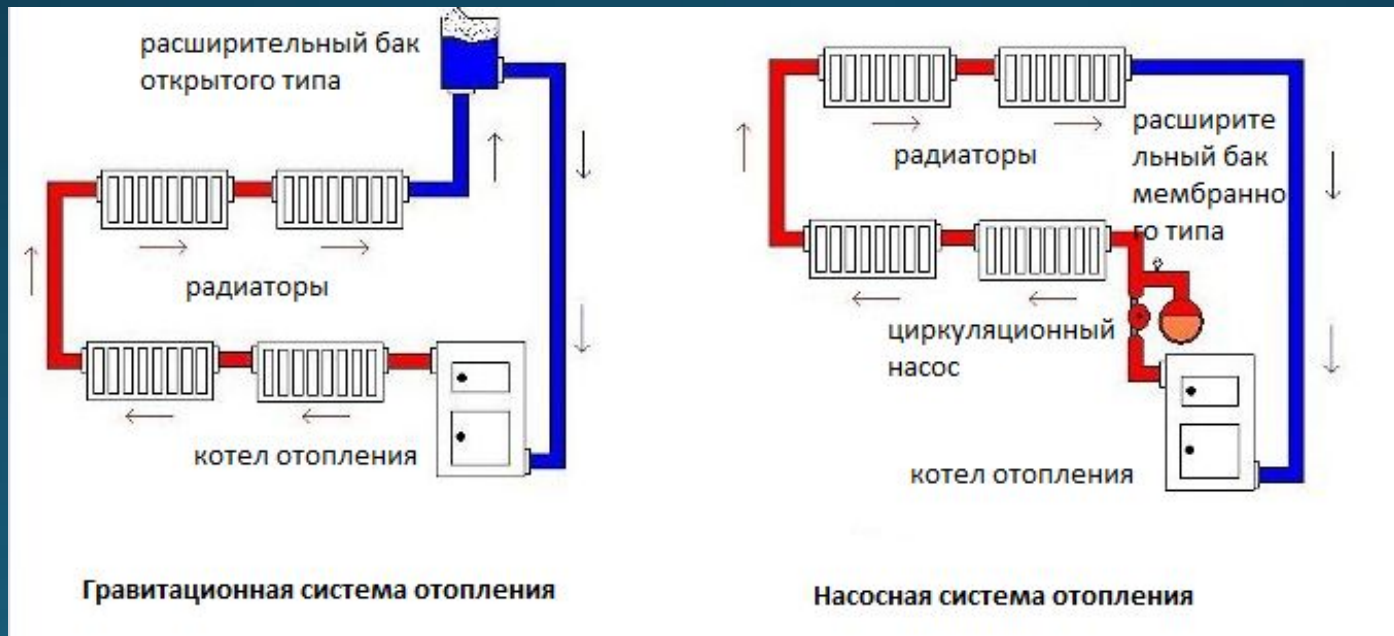 расширительный бак
открытого типа
радиаторы
котел отопления
Гравитационная система отопления
радиаторы
расширите
льный бак
мембранно
го типа
циркуляционный
насос
котел отопления
Насосная система отопления